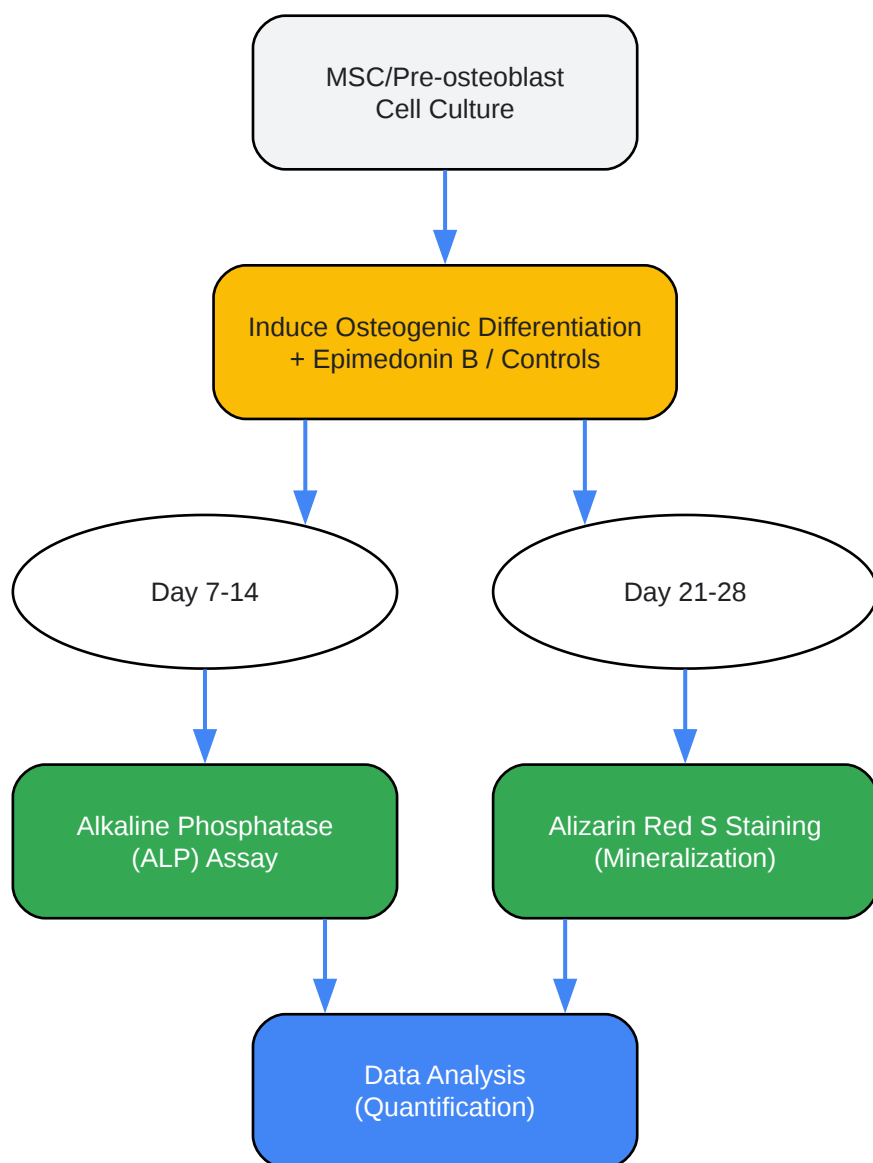 MSC/Pre-osteoblast
Cell Culture
Induce Osteogenic Differentiation
+ Epimedonin B / Controls
Day 7-14
Day 21-28
Alkaline Phosphatase
(ALP) Assay
Alizarin Red S Staining
(Mineralization)
Data Analysis
(Quantification)